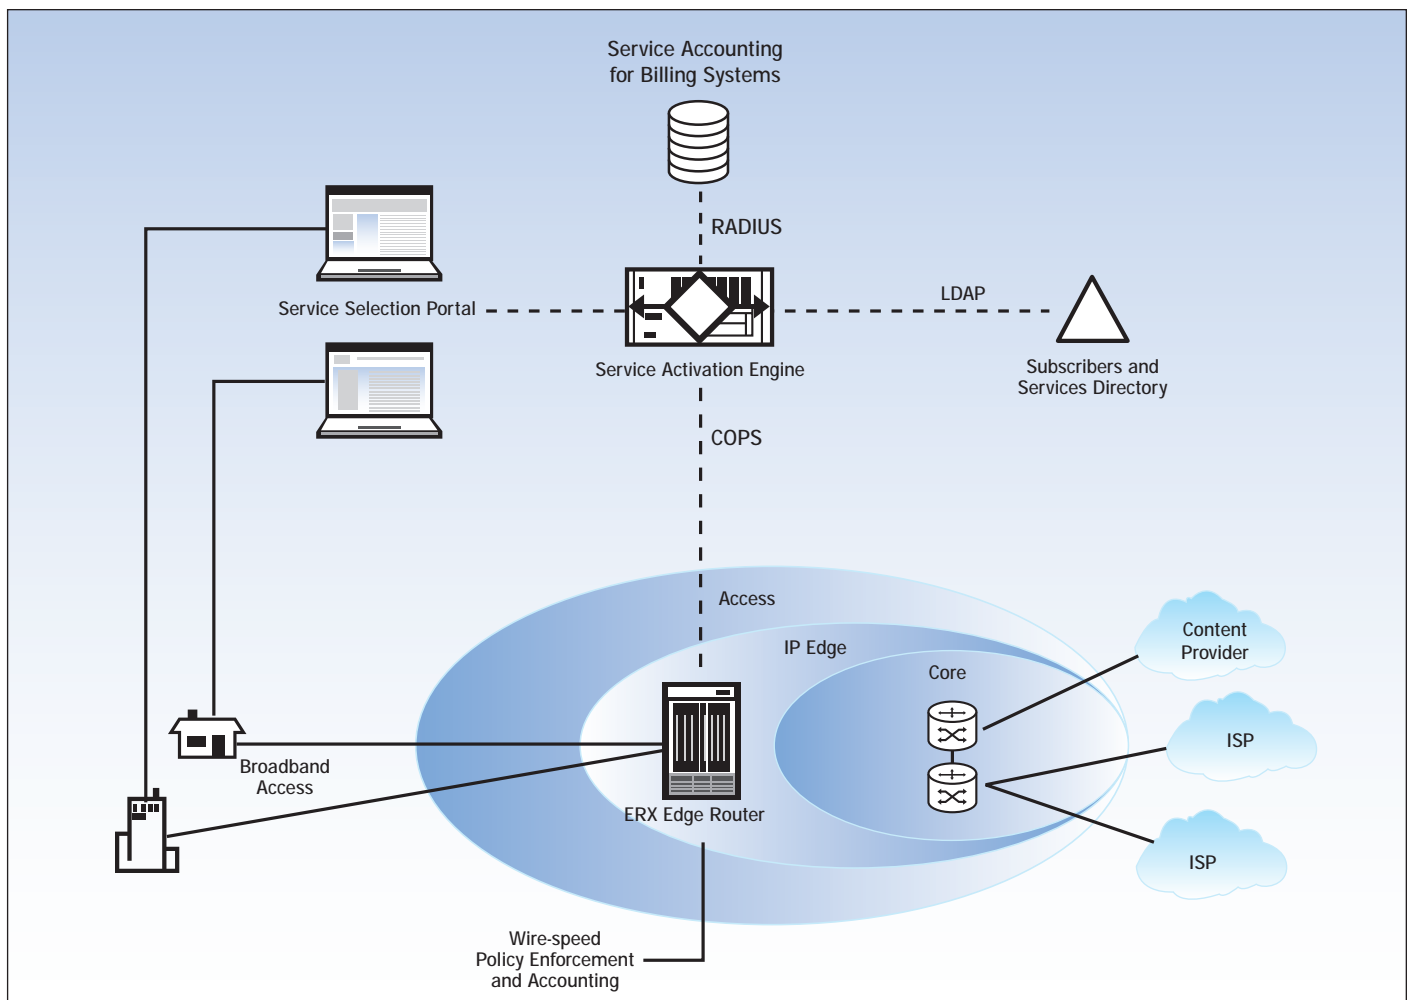 Service Accounting
for Billing Systems
RADIUS
Service Selection Portal
LDAP
Service Activation Engine
Subscribers and
Services Directory
COPS
Access
IP Edge
Core
Content
Provider
ISP
Broadband
Access
ERX Edge Router
ISP
Wire-speed
Policy Enforcement
and Accounting